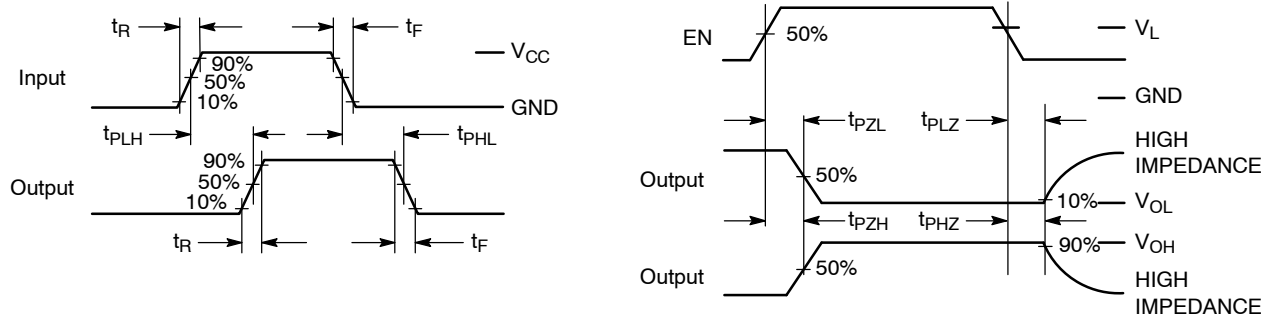 tR
tF
VCC
Input
90%
50%
10%
GND
tPLH
tPHL
Output
90%
50%
10%
tR
tF
EN
50%
VL
GND
tPZL
tPLZ
HIGH
IMPEDANCE
Output
50%
10%
VOL
tPZH
tPHZ
90%
VOH
Output
50%
HIGH
IMPEDANCE